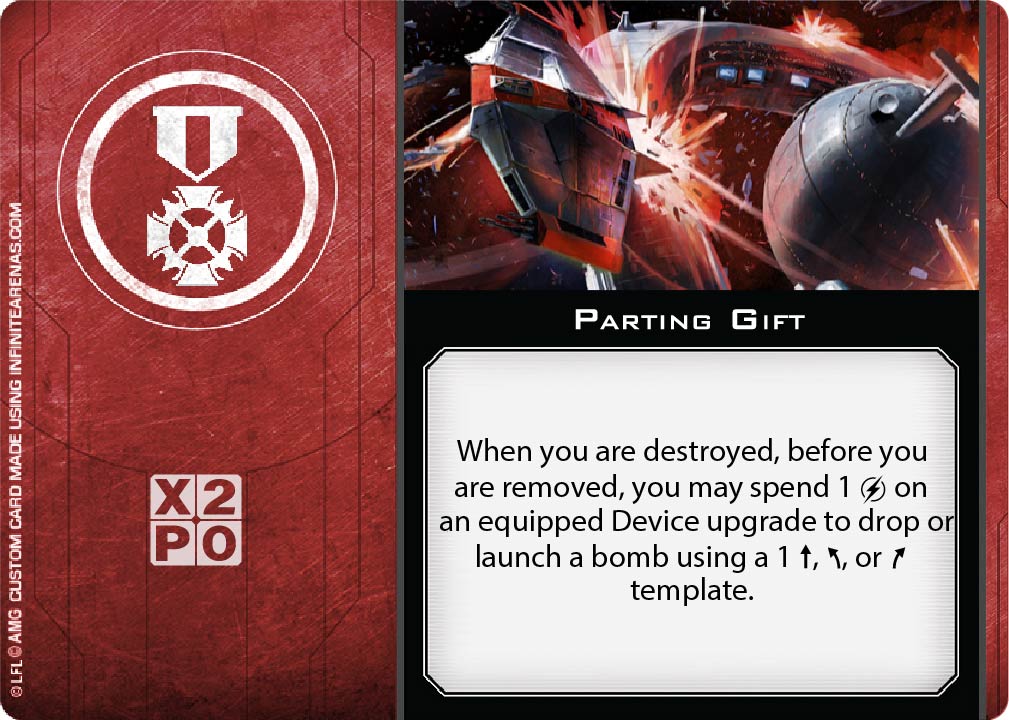 ©LFL ©AMG CUSTOM CARD MADE USING INFINITEARENAS.COM
X2
PO
PARTING GIFT
When you are destroyed, before you
are removed, you may spend 1 on
an equipped Device upgrade to drop or
launch a bomb using a 1 , , or
template.